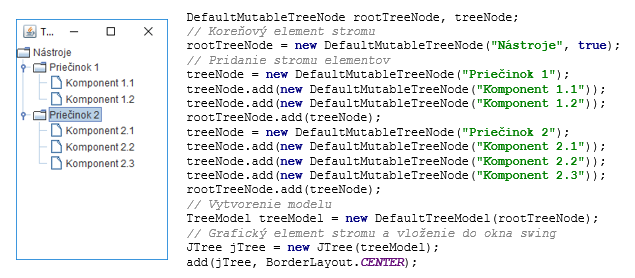 T...
Nástroje
Priečinok 1
Komponent 1.1
Komponent 1.2
Priečinok 2
Komponent 2.1
Komponent 2.2
Komponent 2.3
DefaultMutableTreeNode rootTreeNode, treeNode;
// Koreňový element stromu
rootTreeNode = new DefaultMutableTreeNode("Nástroje", true);
// Pridanie stromu elementov
treeNode = new DefaultMutableTreeNode("Priečinok 1");
treeNode.add(new DefaultMutableTreeNode("Komponent 1.1"));
treeNode.add(new DefaultMutableTreeNode("Komponent 1.2"));
rootTreeNode.add(treeNode);
treeNode = new DefaultMutableTreeNode("Priečinok 2");
treeNode.add(new DefaultMutableTreeNode("Komponent 2.1"));
treeNode.add(new DefaultMutableTreeNode("Komponent 2.2"));
treeNode.add(new DefaultMutableTreeNode("Komponent 2.3"));
rootTreeNode.add(treeNode);
// Vytvorenie modelu
TreeModel treeModel = new DefaultTreeModel(rootTreeNode);
// Grafický element stromu a vloženie do okna swing
JTree jTree = new JTree(treeModel);
add(jTree, BorderLayout.CENTER);